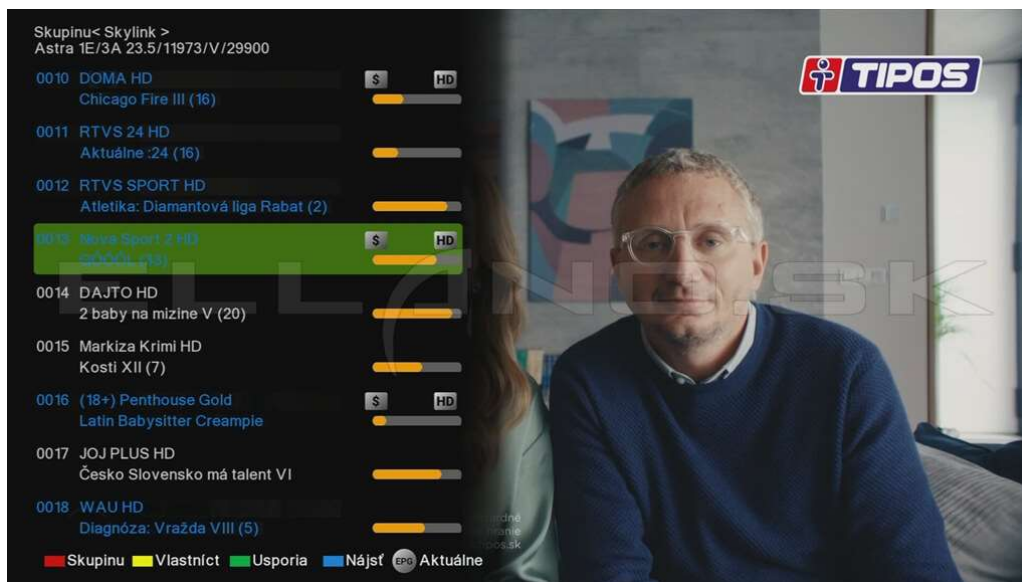 Skupinu< Skylink >
Astra 1E/3A 23.5/11973/V/29900
TIPOS
0010 DOMA HD $ HD
Chicago Fire III (16)
0011 RTVS 24 HD
Aktuálne :24 (16)
0012 RTVS SPORT HD
Atletika: Diamantová liga Rabat (2)
0013 Nova Sport 2 HD $ HD
GÓÓÓL (33)
0014 DAJTO HD
2 baby na mizine V (20)
0015 Markiza Krimi HD
Kosti XII (7)
0016 (18+) Penthouse Gold $ HD
Latin Babysitter Creampie
0017 JOJ PLUS HD
Česko Slovensko má talent VI
0018 WAU HD
Diagnóza: Vražda VIII (5)
Skupinu Vlastníct Usporia Nájsť EPG Aktuálne
ELLANO.SK